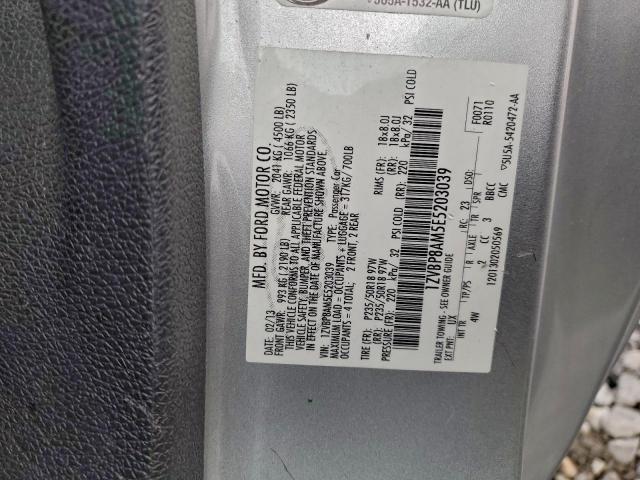 5U5A-1532-AA (TLU)
MFD. BY FORD MOTOR CO.
DATE: 02/13 GVWR: 2041 KG ( 4500 LB)
FRONT GAWR: 993 KG ( 2190 LB) REAR GAWR: 1066 KG ( 2350 LB)
THIS VEHICLE CONFORMS TO ALL APPLICABLE FEDERAL MOTOR
VEHICLE SAFETY, BUMPER, AND THEFT PREVENTION STANDARDS
IN EFFECT ON THE DATE OF MANUFACTURE SHOWN ABOVE.
VIN: 1ZVBP8AM5E5203039 TYPE: Passenger Car
MAXIMUM LOAD = OCCUPANTS + LUGGAGE = 317KG/700LB
OCCUPANTS = 4 TOTAL: 2 FRONT, 2 REAR
TIRE (FR): P235/50R18 97W RIMS (FR): 18x8.0J
(RR): P235/50R18 97W (RR): 18x8.0J
PRESSURE (FR): 220 kPa/ 32 PSI COLD (RR): 220 kPa/ 32 PSI COLD
1ZVBP8AM5E5203039
TRAILER TOWING - SEE OWNER GUIDE F0071
EXT PNT: UX RC: 23 DSO: R0110
INT TR TP/PS R AXLE TR SPR
4W 2 CC 3 BBCC
1201302050569 CMC 5U5A-5420472-AA